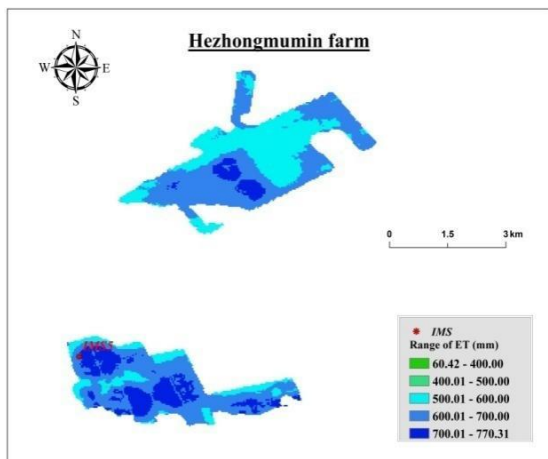 Hezhongmumin farm
N
W E
S
0 1.5 3 km
IMS5
IMS
Range of ET (mm)
60.42 - 400.00
400.01 - 500.00
500.01 - 600.00
600.01 - 700.00
700.01 - 770.31